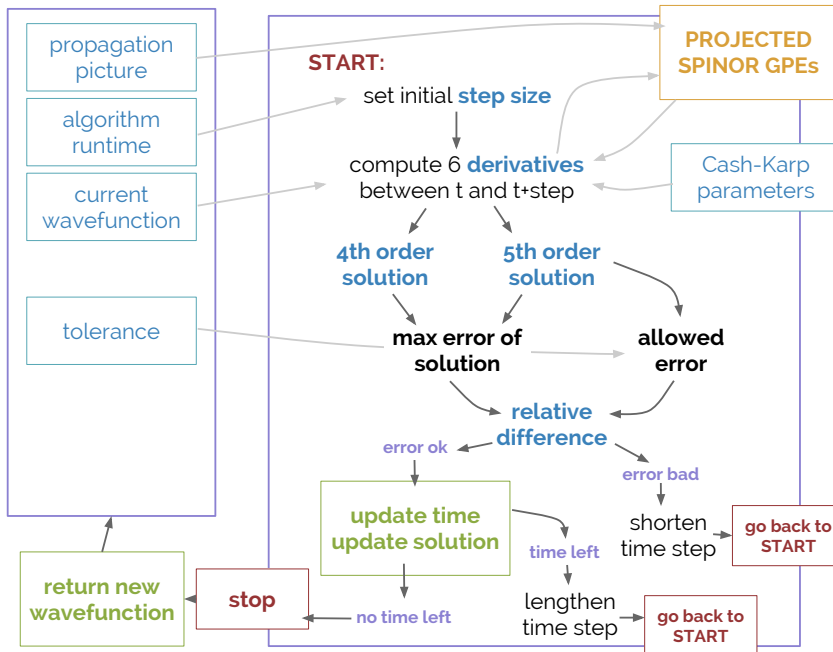 propagation
picture
algorithm
runtime
current
wavefunction
tolerance
return new
wavefunction
stop
START:
set initial step size
compute 6 derivatives
between t and t+step
PROJECTED
SPINOR GPEs
Cash-Karp
parameters
4th order
solution
5th order
solution
max error of
solution
allowed
error
relative
difference
error ok
error bad
update time
update solution
shorten
time step
go back to
START
time left
no time left
lengthen
time step
go back to
START